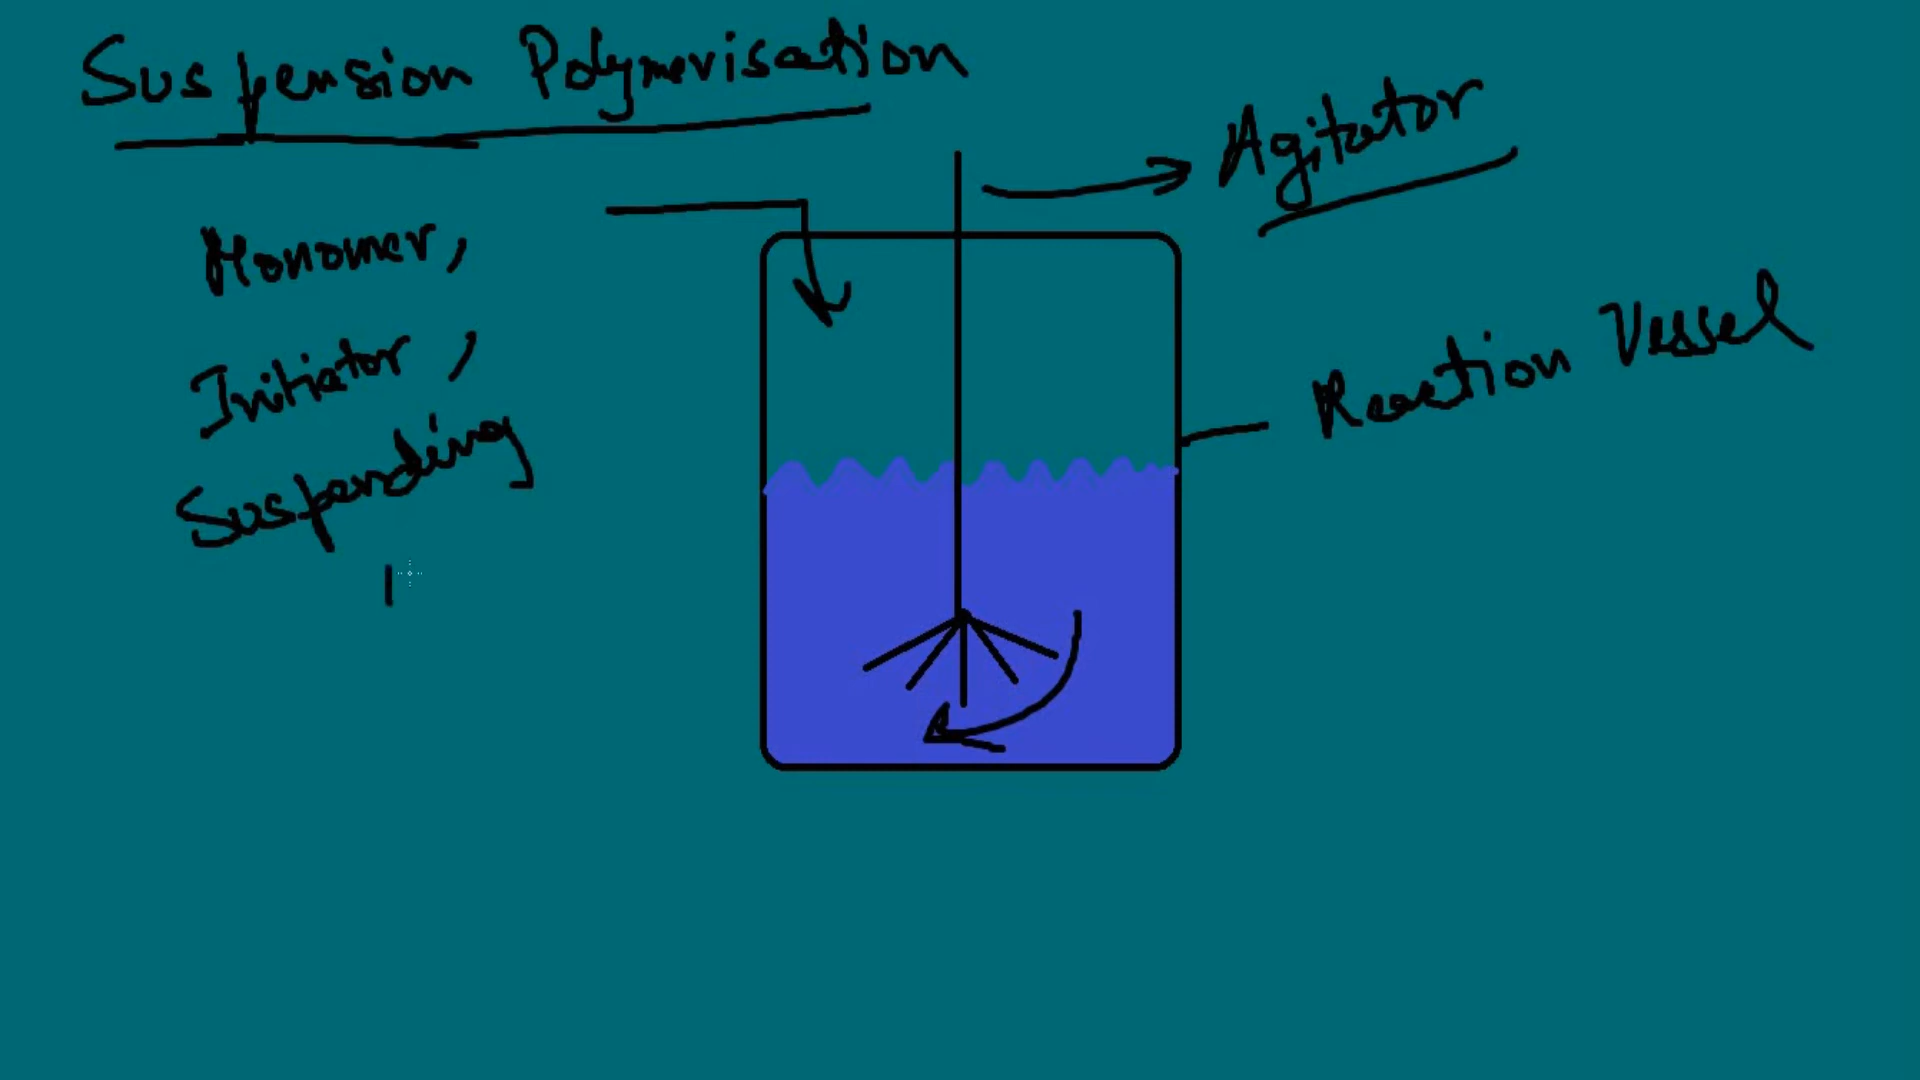 Suspension Polymerisation
Agitator
Monomer,
Initiator,
Suspending
Reaction Vessel